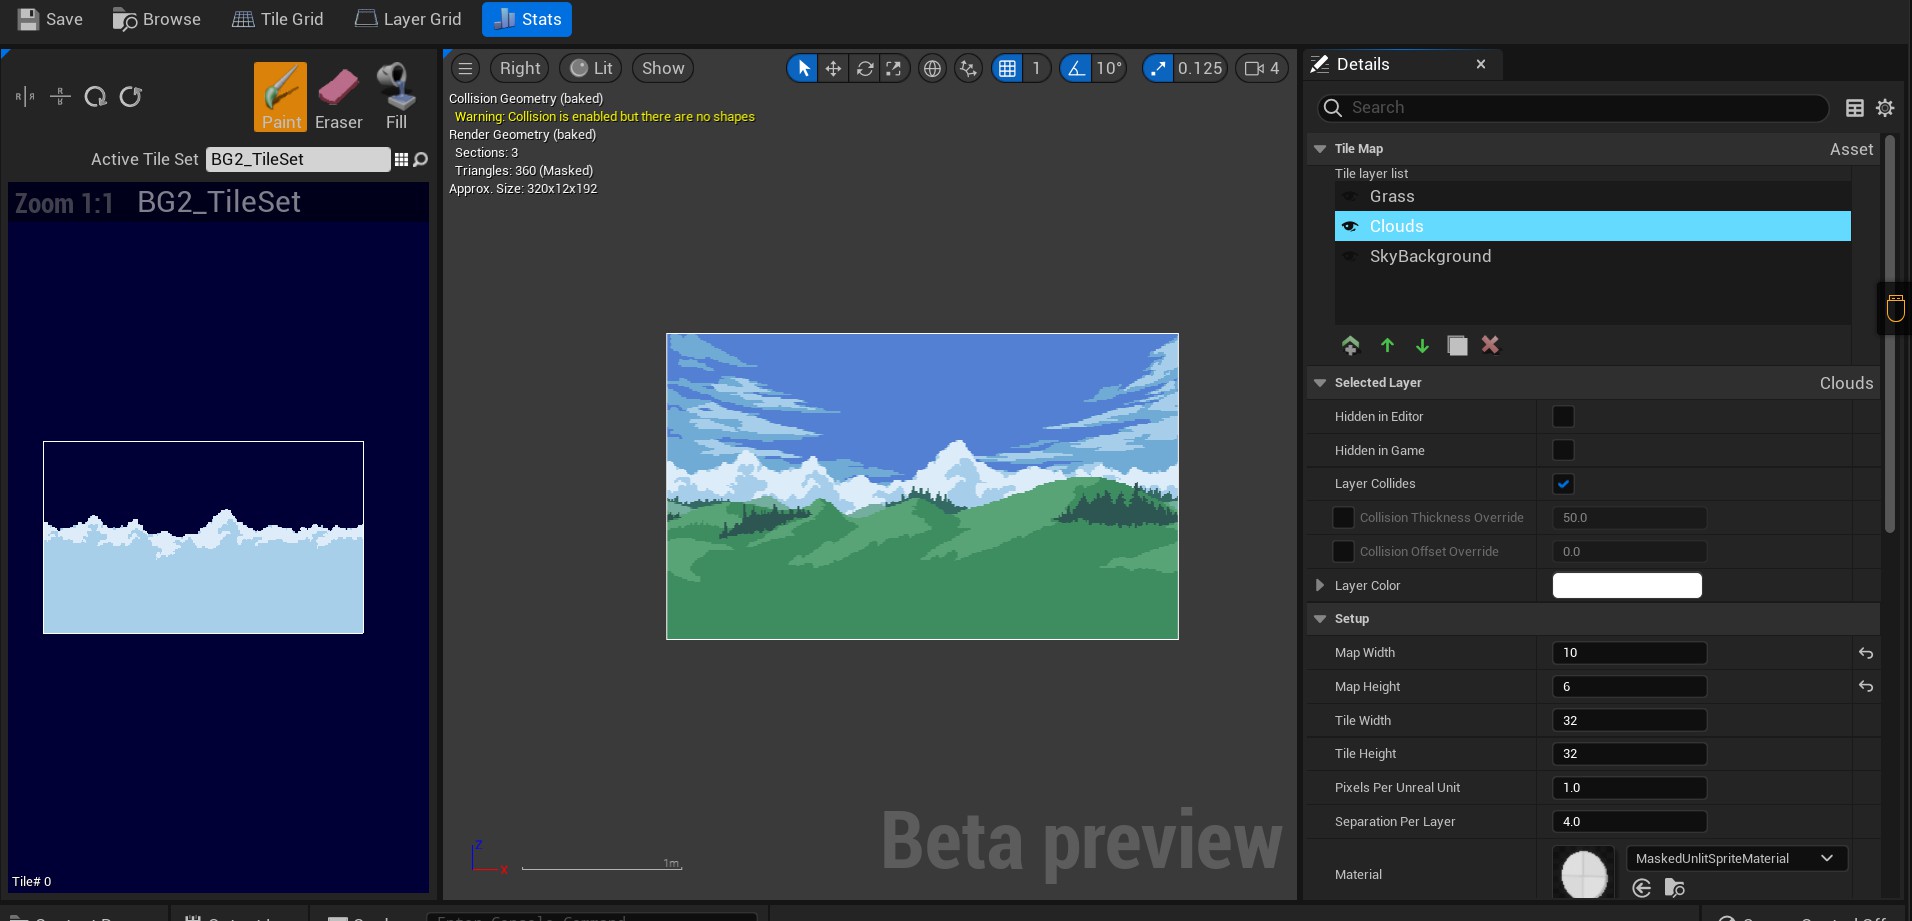 Save Browse Tile Grid Layer Grid Stats
Paint Eraser Fill
Active Tile Set BG2_TileSet
Zoom 1:1 BG2_TileSet
Tile# 0
Right Lit Show 1 10° 0.125 4
Collision Geometry (baked)
Warning: Collision is enabled but there are no shapes
Render Geometry (baked)
Sections: 3
Triangles: 360 (Masked)
Approx. Size: 320x12x192
Z
X
1m
Beta preview
Details
Search
Tile Map Asset
Tile layer list
Grass
Clouds
SkyBackground
Selected Layer Clouds
Hidden in Editor
Hidden in Game
Layer Collides
Collision Thickness Override 50.0
Collision Offset Override 0.0
Layer Color
Setup
Map Width 10
Map Height 6
Tile Width 32
Tile Height 32
Pixels Per Unreal Unit 1.0
Separation Per Layer 4.0
Material MaskedUnlitSpriteMaterial
Enter Console Command